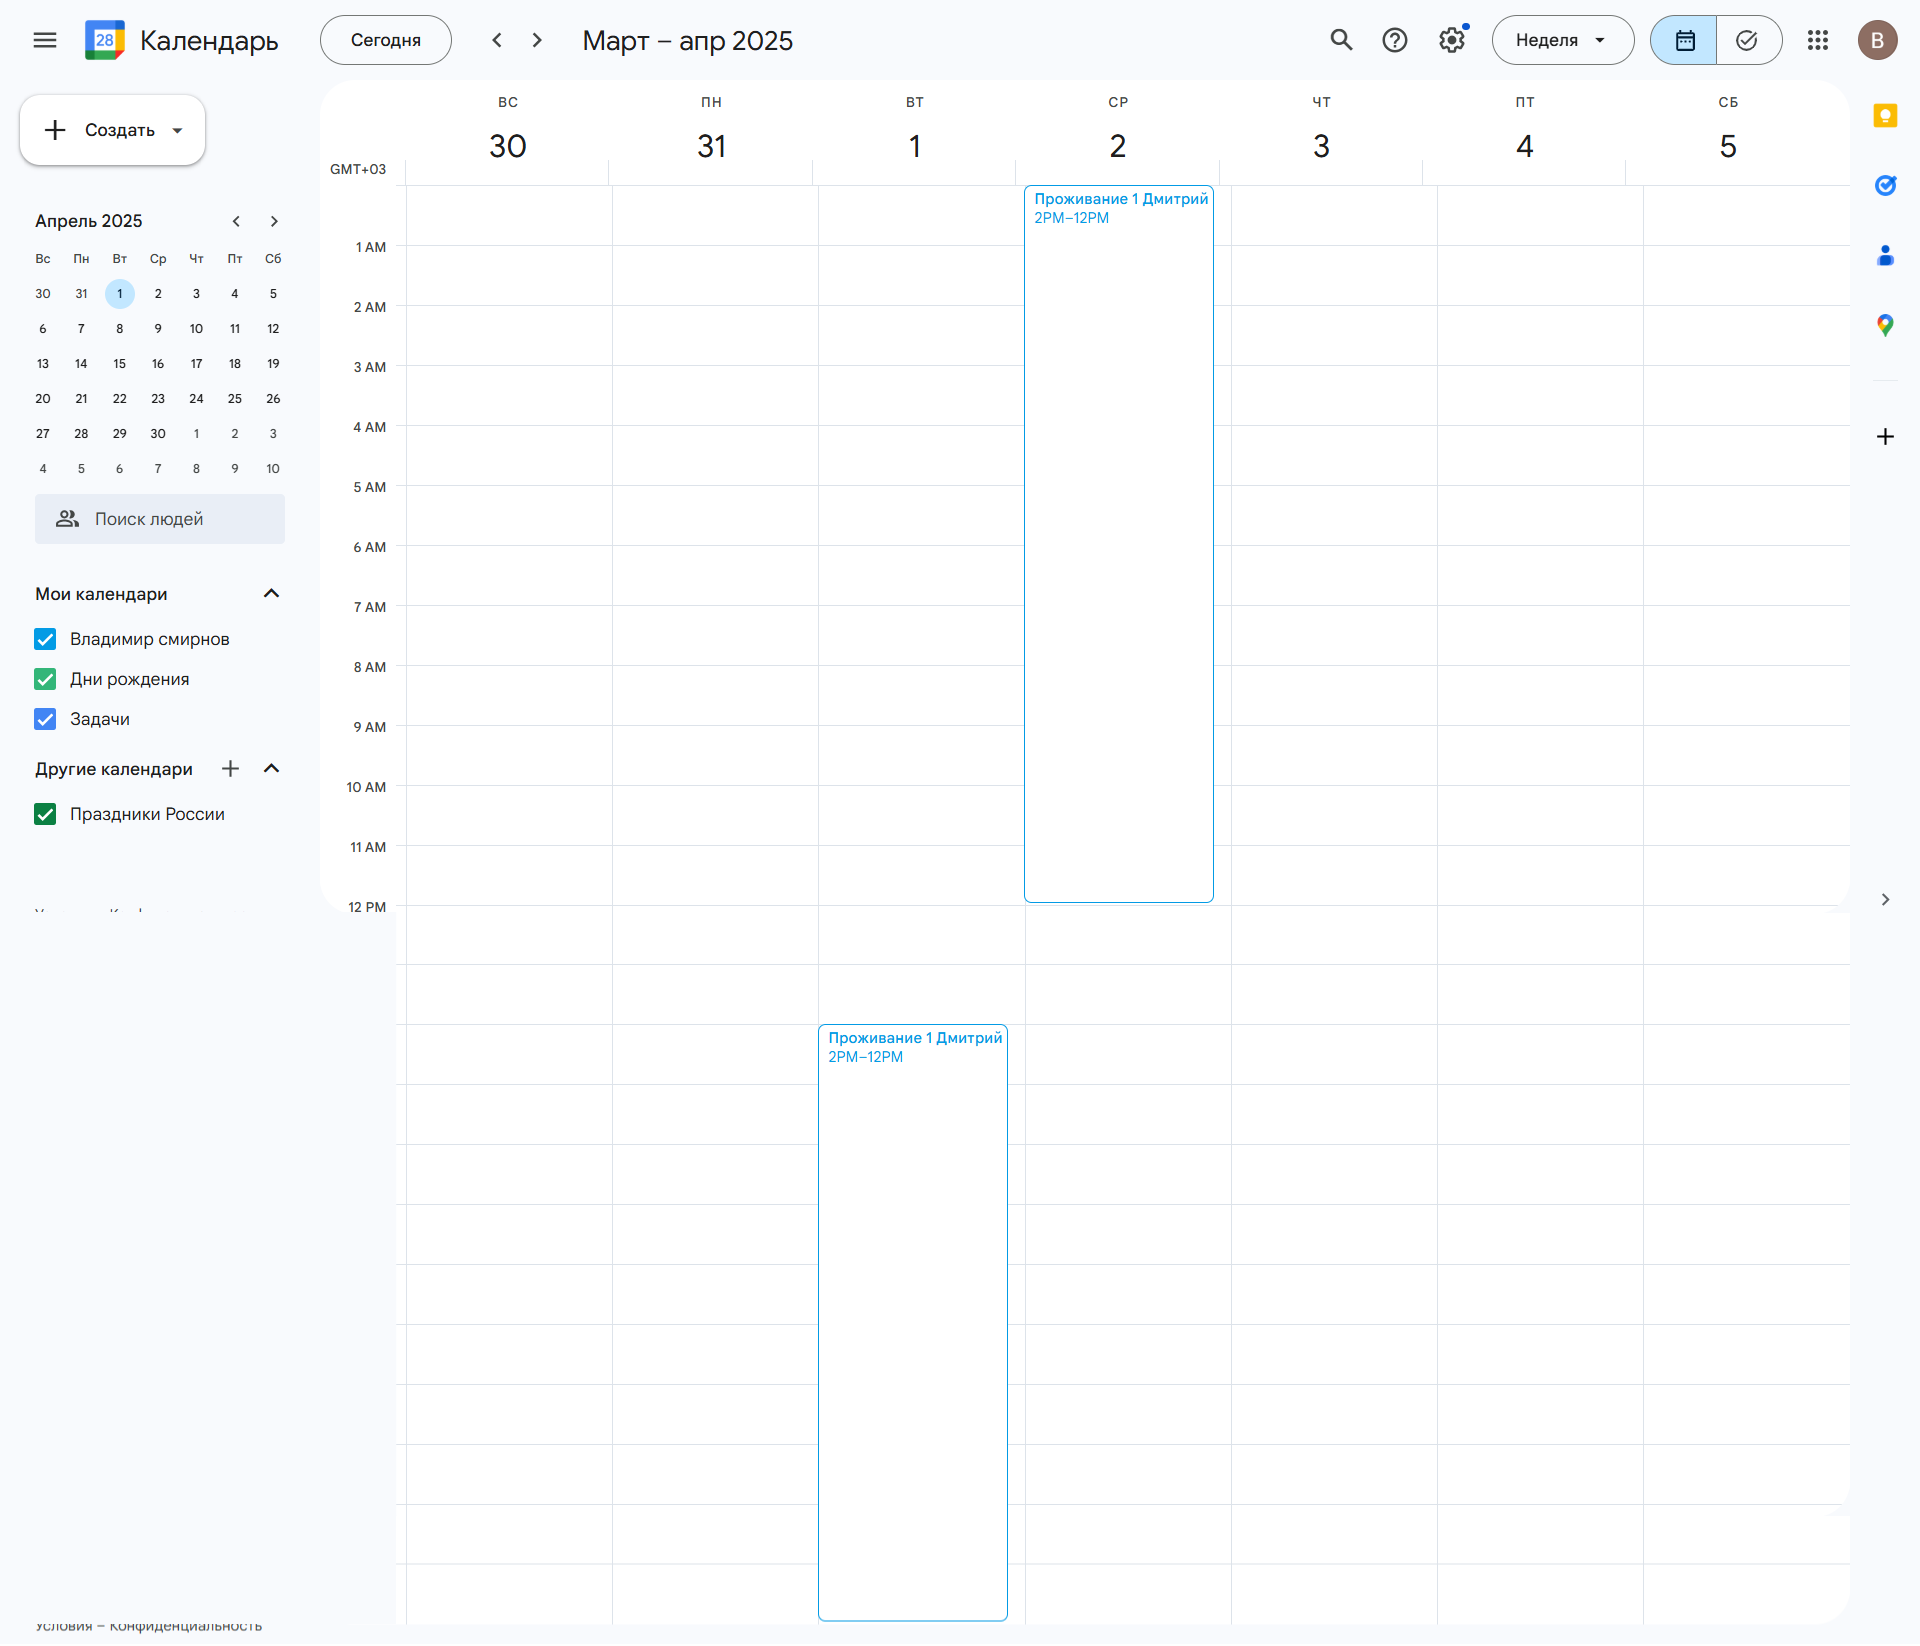 28 Календарь
Сегодня
Март – апр 2025
Неделя
В
Создать
Апрель 2025
Вс Пн Вт Ср Чт Пт Сб
30 31 1 2 3 4 5
6 7 8 9 10 11 12
13 14 15 16 17 18 19
20 21 22 23 24 25 26
27 28 29 30 1 2 3
4 5 6 7 8 9 10
Поиск людей
Мои календари
Владимир смирнов
Дни рождения
Задачи
Другие календари
Праздники России
Условия – Конфиденциальность
GMT+03
ВС ПН ВТ СР ЧТ ПТ СБ
30 31 1 2 3 4 5
1 AM
2 AM
3 AM
4 AM
5 AM
6 AM
7 AM
8 AM
9 AM
10 AM
11 AM
12 PM
Проживание 1 Дмитрий
2PM–12PM
Проживание 1 Дмитрий
2PM–12PM